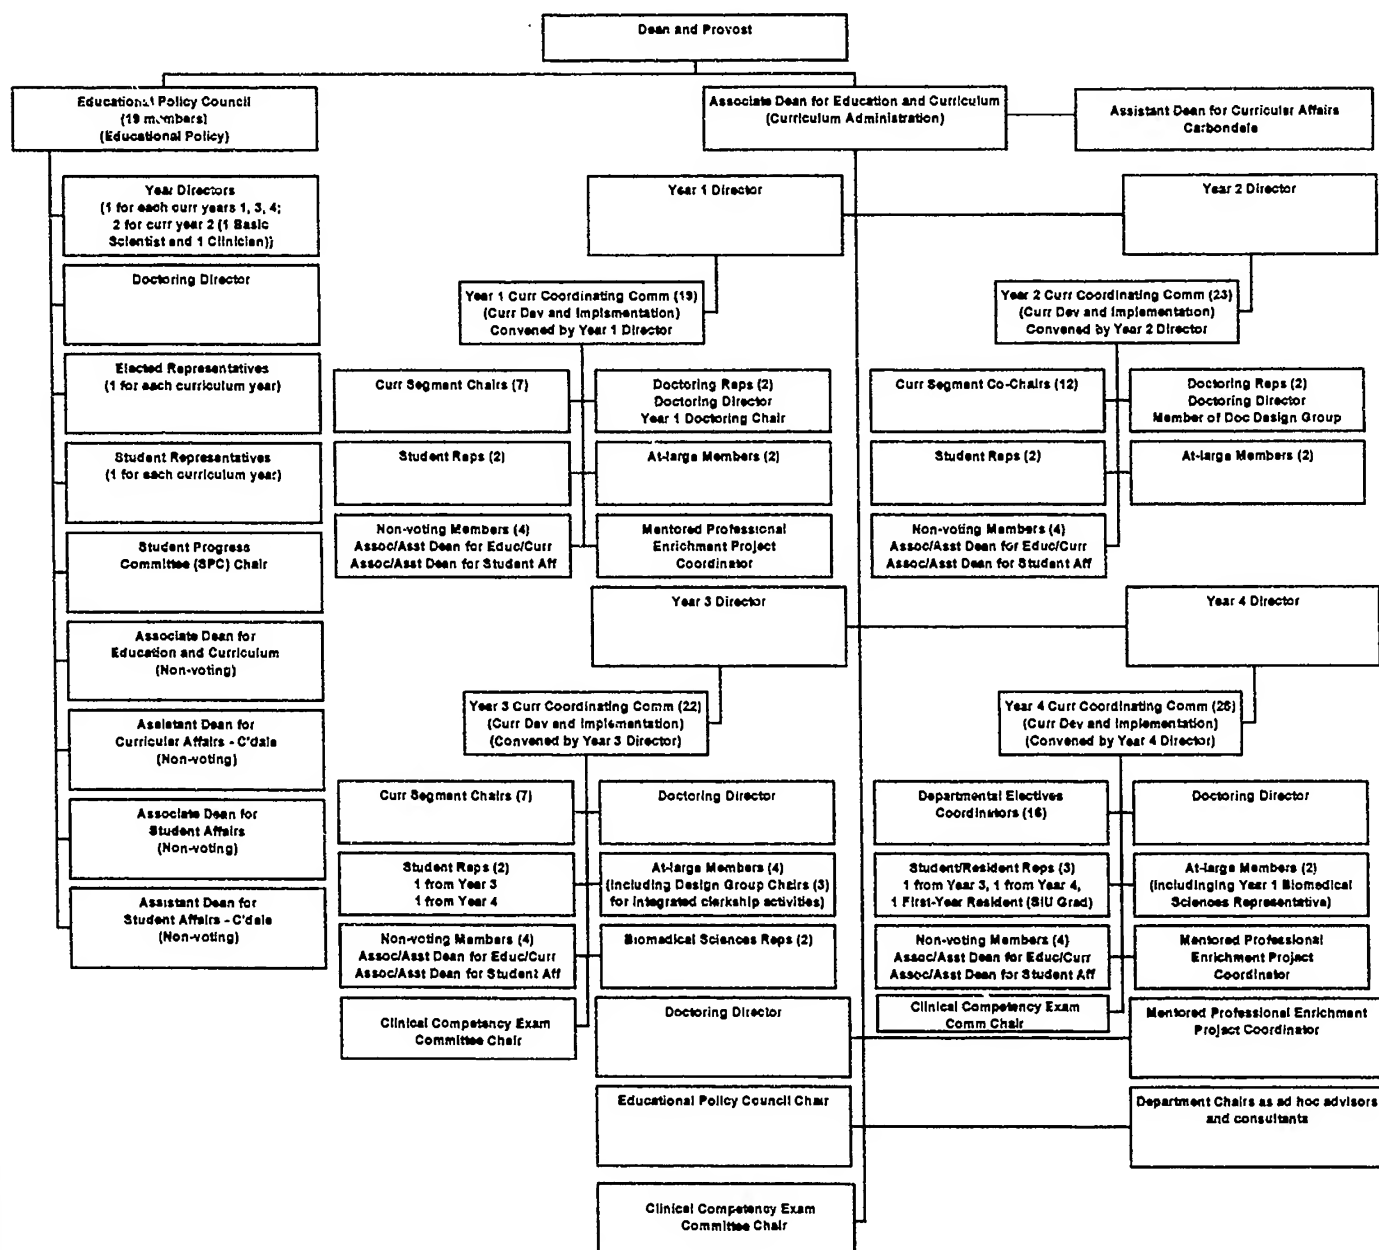 Dean and Provost
Educational Policy Council
(19 members)
(Educational Policy)
Associate Dean for Education and Curriculum
(Curriculum Administration)
Assistant Dean for Curricular Affairs
Carbondale
Year Directors
(1 for each curr years 1, 3, 4;
2 for curr year 2 (1 Basic
Scientist and 1 Clinician))
Doctoring Director
Elected Representatives
(1 for each curriculum year)
Student Representatives
(1 for each curriculum year)
Student Progress
Committee (SPC) Chair
Associate Dean for
Education and Curriculum
(Non-voting)
Assistant Dean for
Curricular Affairs - C'dale
(Non-voting)
Associate Dean for
Student Affairs
(Non-voting)
Assistant Dean for
Student Affairs - C'dale
(Non-voting)
Year 1 Director
Year 2 Director
Year 1 Curr Coordinating Comm (19)
(Curr Dev and Implementation)
Convened by Year 1 Director
Curr Segment Chairs (7)
Doctoring Reps (2)
Doctoring Director
Year 1 Doctoring Chair
Student Reps (2)
At-large Members (2)
Non-voting Members (4)
Assoc/Asst Dean for Educ/Curr
Assoc/Asst Dean for Student Aff
Mentored Professional
Enrichment Project
Coordinator
Year 2 Curr Coordinating Comm (23)
(Curr Dev and Implementation)
Convened by Year 2 Director
Curr Segment Co-Chairs (12)
Doctoring Reps (2)
Doctoring Director
Member of Doc Design Group
Student Reps (2)
At-large Members (2)
Non-voting Members (4)
Assoc/Asst Dean for Educ/Curr
Assoc/Asst Dean for Student Aff
Year 3 Director
Year 4 Director
Year 3 Curr Coordinating Comm (22)
(Curr Dev and Implementation)
(Convened by Year 3 Director)
Curr Segment Chairs (7)
Doctoring Director
Student Reps (2)
1 from Year 3
1 from Year 4
At-large Members (4)
(including Design Group Chairs (3)
for integrated clerkship activities)
Non-voting Members (4)
Assoc/Asst Dean for Educ/Curr
Assoc/Asst Dean for Student Aff
Biomedical Sciences Reps (2)
Clinical Competency Exam
Committee Chair
Year 4 Curr Coordinating Comm (28)
(Curr Dev and Implementation)
(Convened by Year 4 Director)
Departmental Electives
Coordinators (16)
Doctoring Director
Student/Resident Reps (3)
1 from Year 3, 1 from Year 4,
1 First-Year Resident (SIU Grad)
At-large Members (2)
(Includinging Year 1 Biomedical
Sciences Representative)
Non-voting Members (4)
Assoc/Asst Dean for Educ/Curr
Assoc/Asst Dean for Student Aff
Mentored Professional
Enrichment Project
Coordinator
Clinical Competency Exam
Comm Chair
Doctoring Director
Mentored Professional Enrichment
Project Coordinator
Educational Policy Council Chair
Department Chairs as ad hoc advisors
and consultants
Clinical Competency Exam
Committee Chair